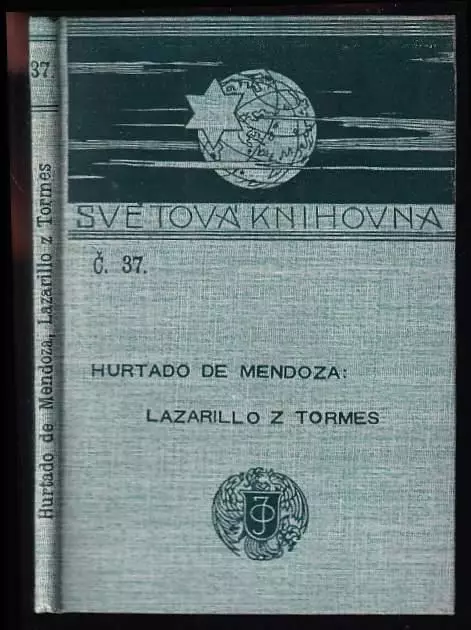 37.
Hurtado de Mendoza, Lazarillo z Tormes
SVĚTOVÁ KNIHOVNA
Č. 37.
HURTADO DE MENDOZA:
LAZARILLO Z TORMES